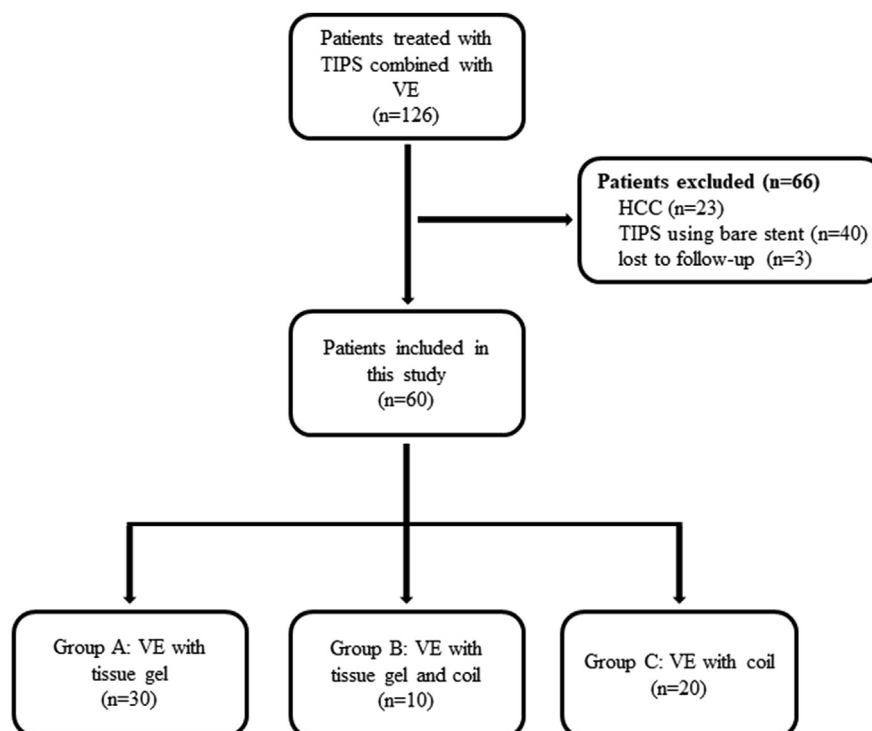 Patients treated with
TIPS combined with
VE
(n=126)
Patients excluded (n=66)
HCC (n=23)
TIPS using bare stent (n=40)
lost to follow-up (n=3)
Patients included in
this study
(n=60)
Group A: VE with
tissue gel
(n=30)
Group B: VE with
tissue gel and coil
(n=10)
Group C: VE with coil
(n=20)